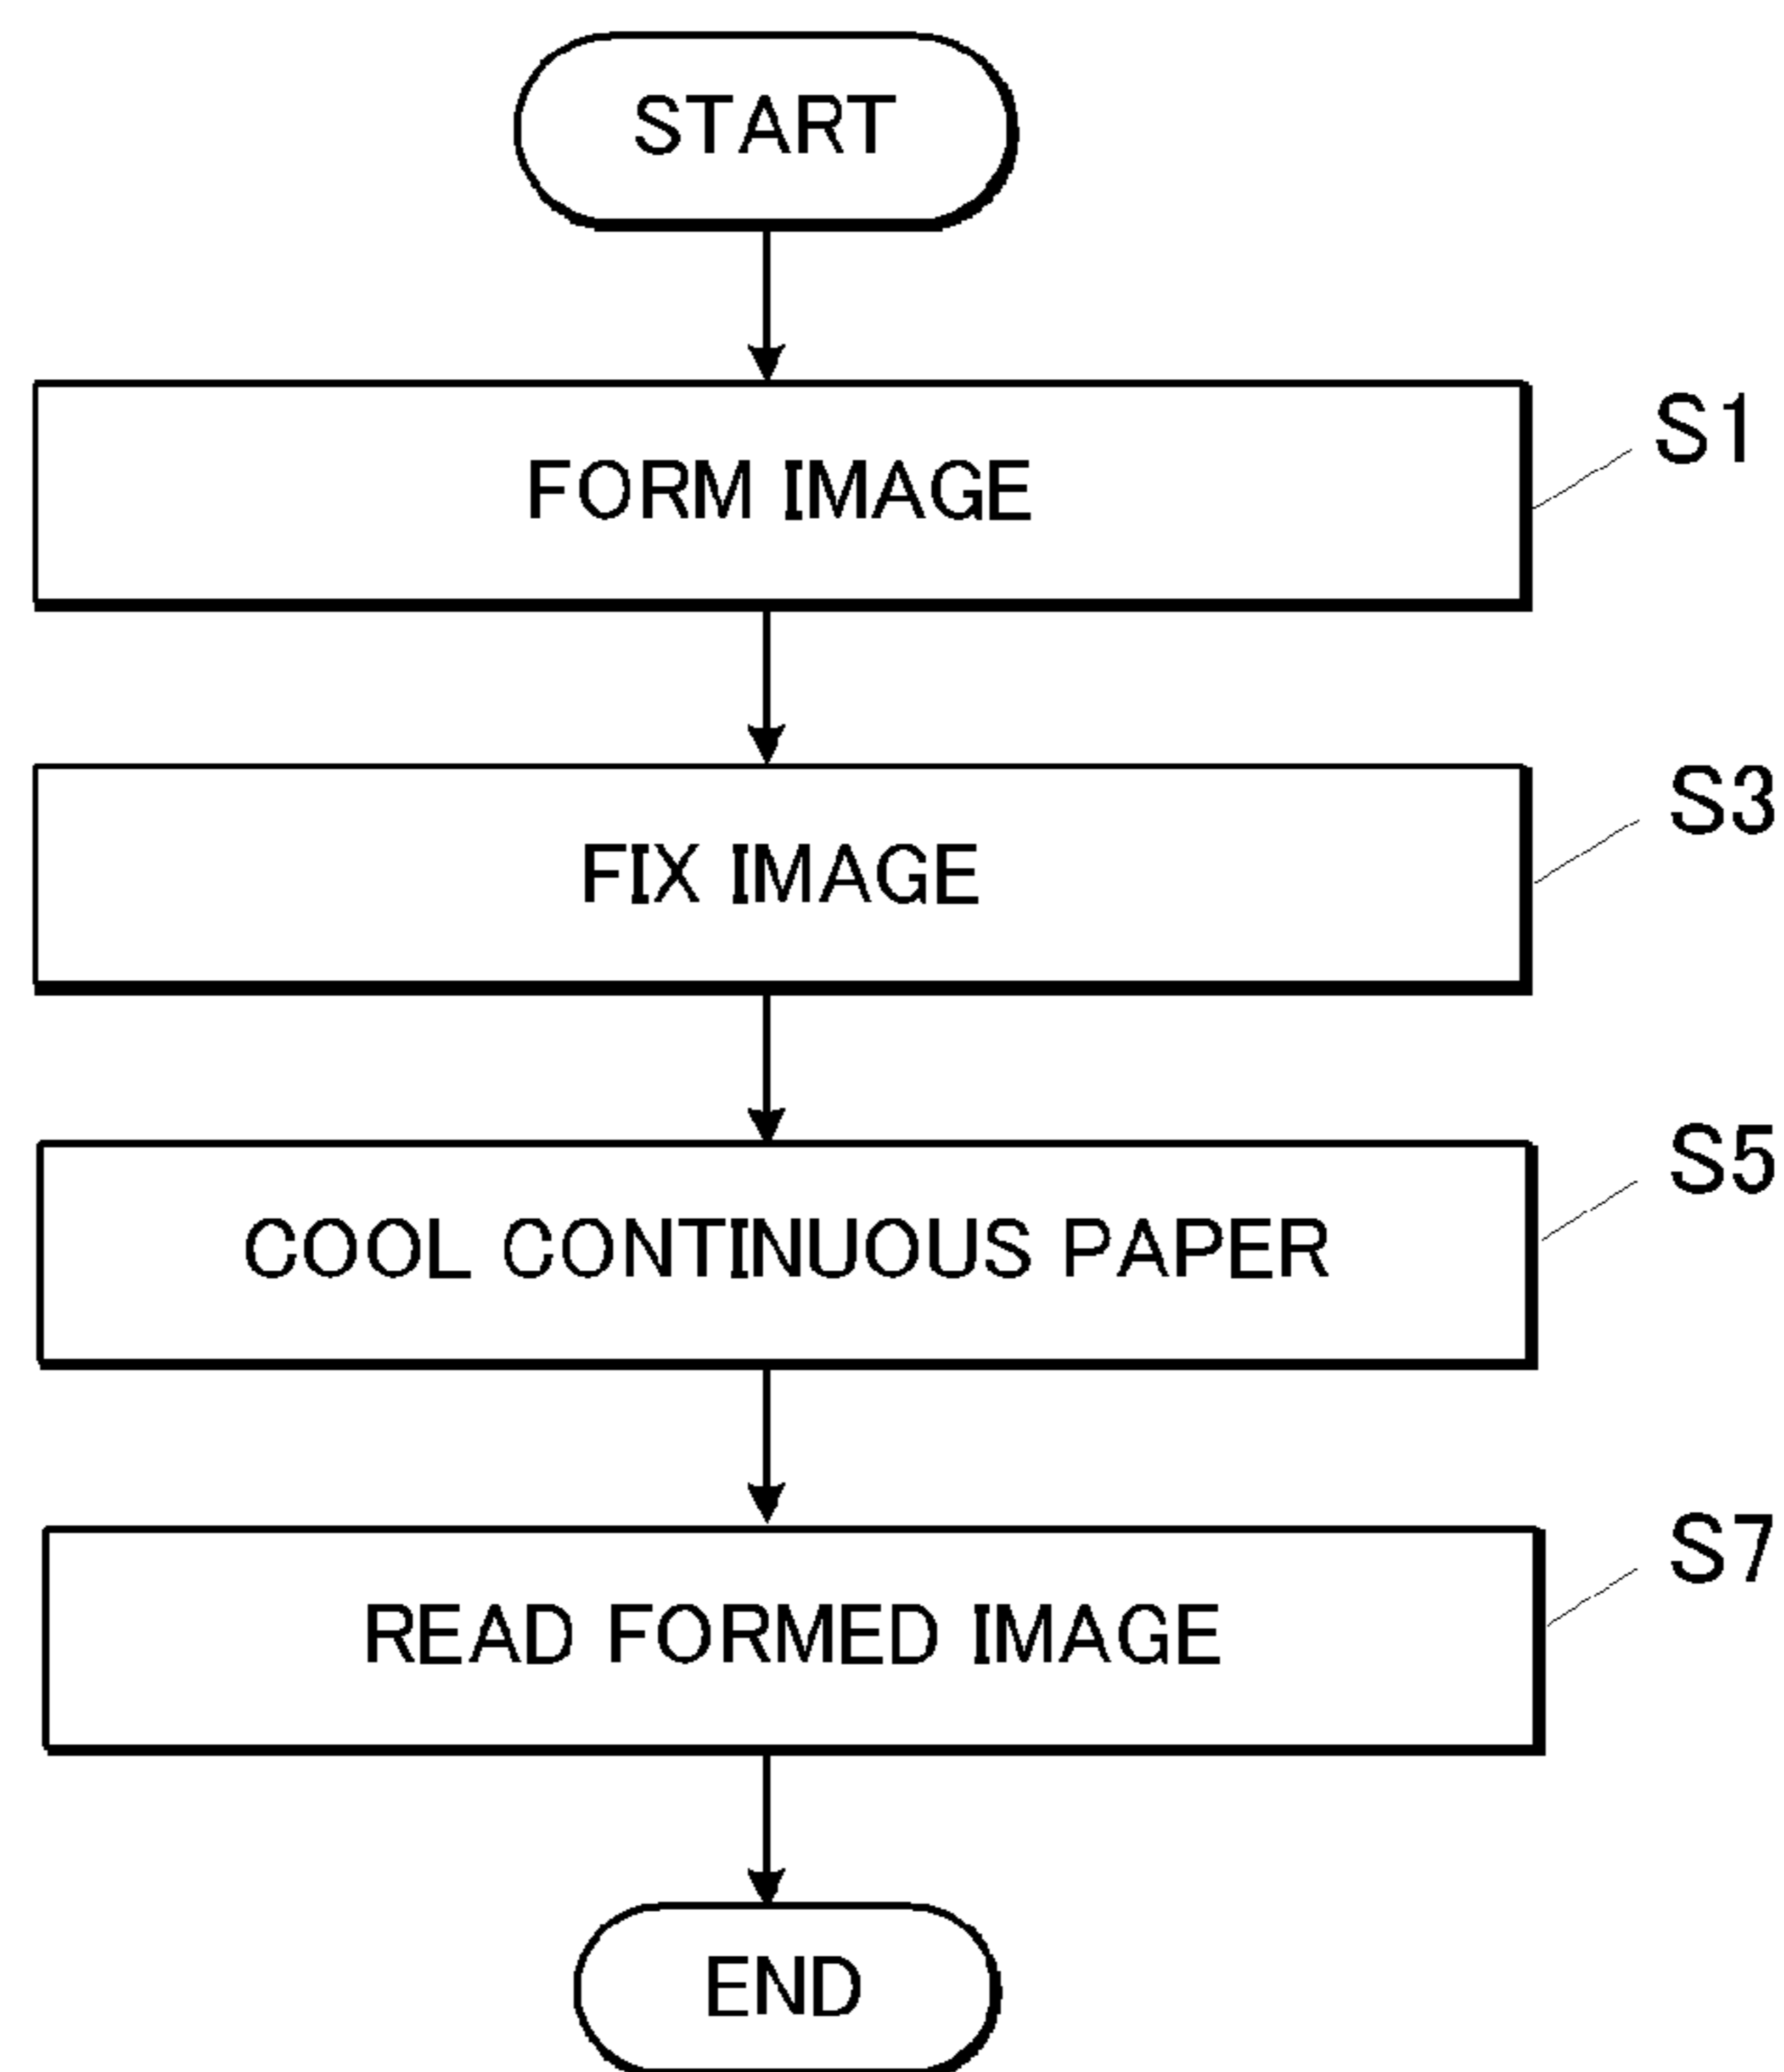 START
FORM IMAGE
S1
FIX IMAGE
S3
COOL CONTINUOUS PAPER
S5
READ FORMED IMAGE
S7
END